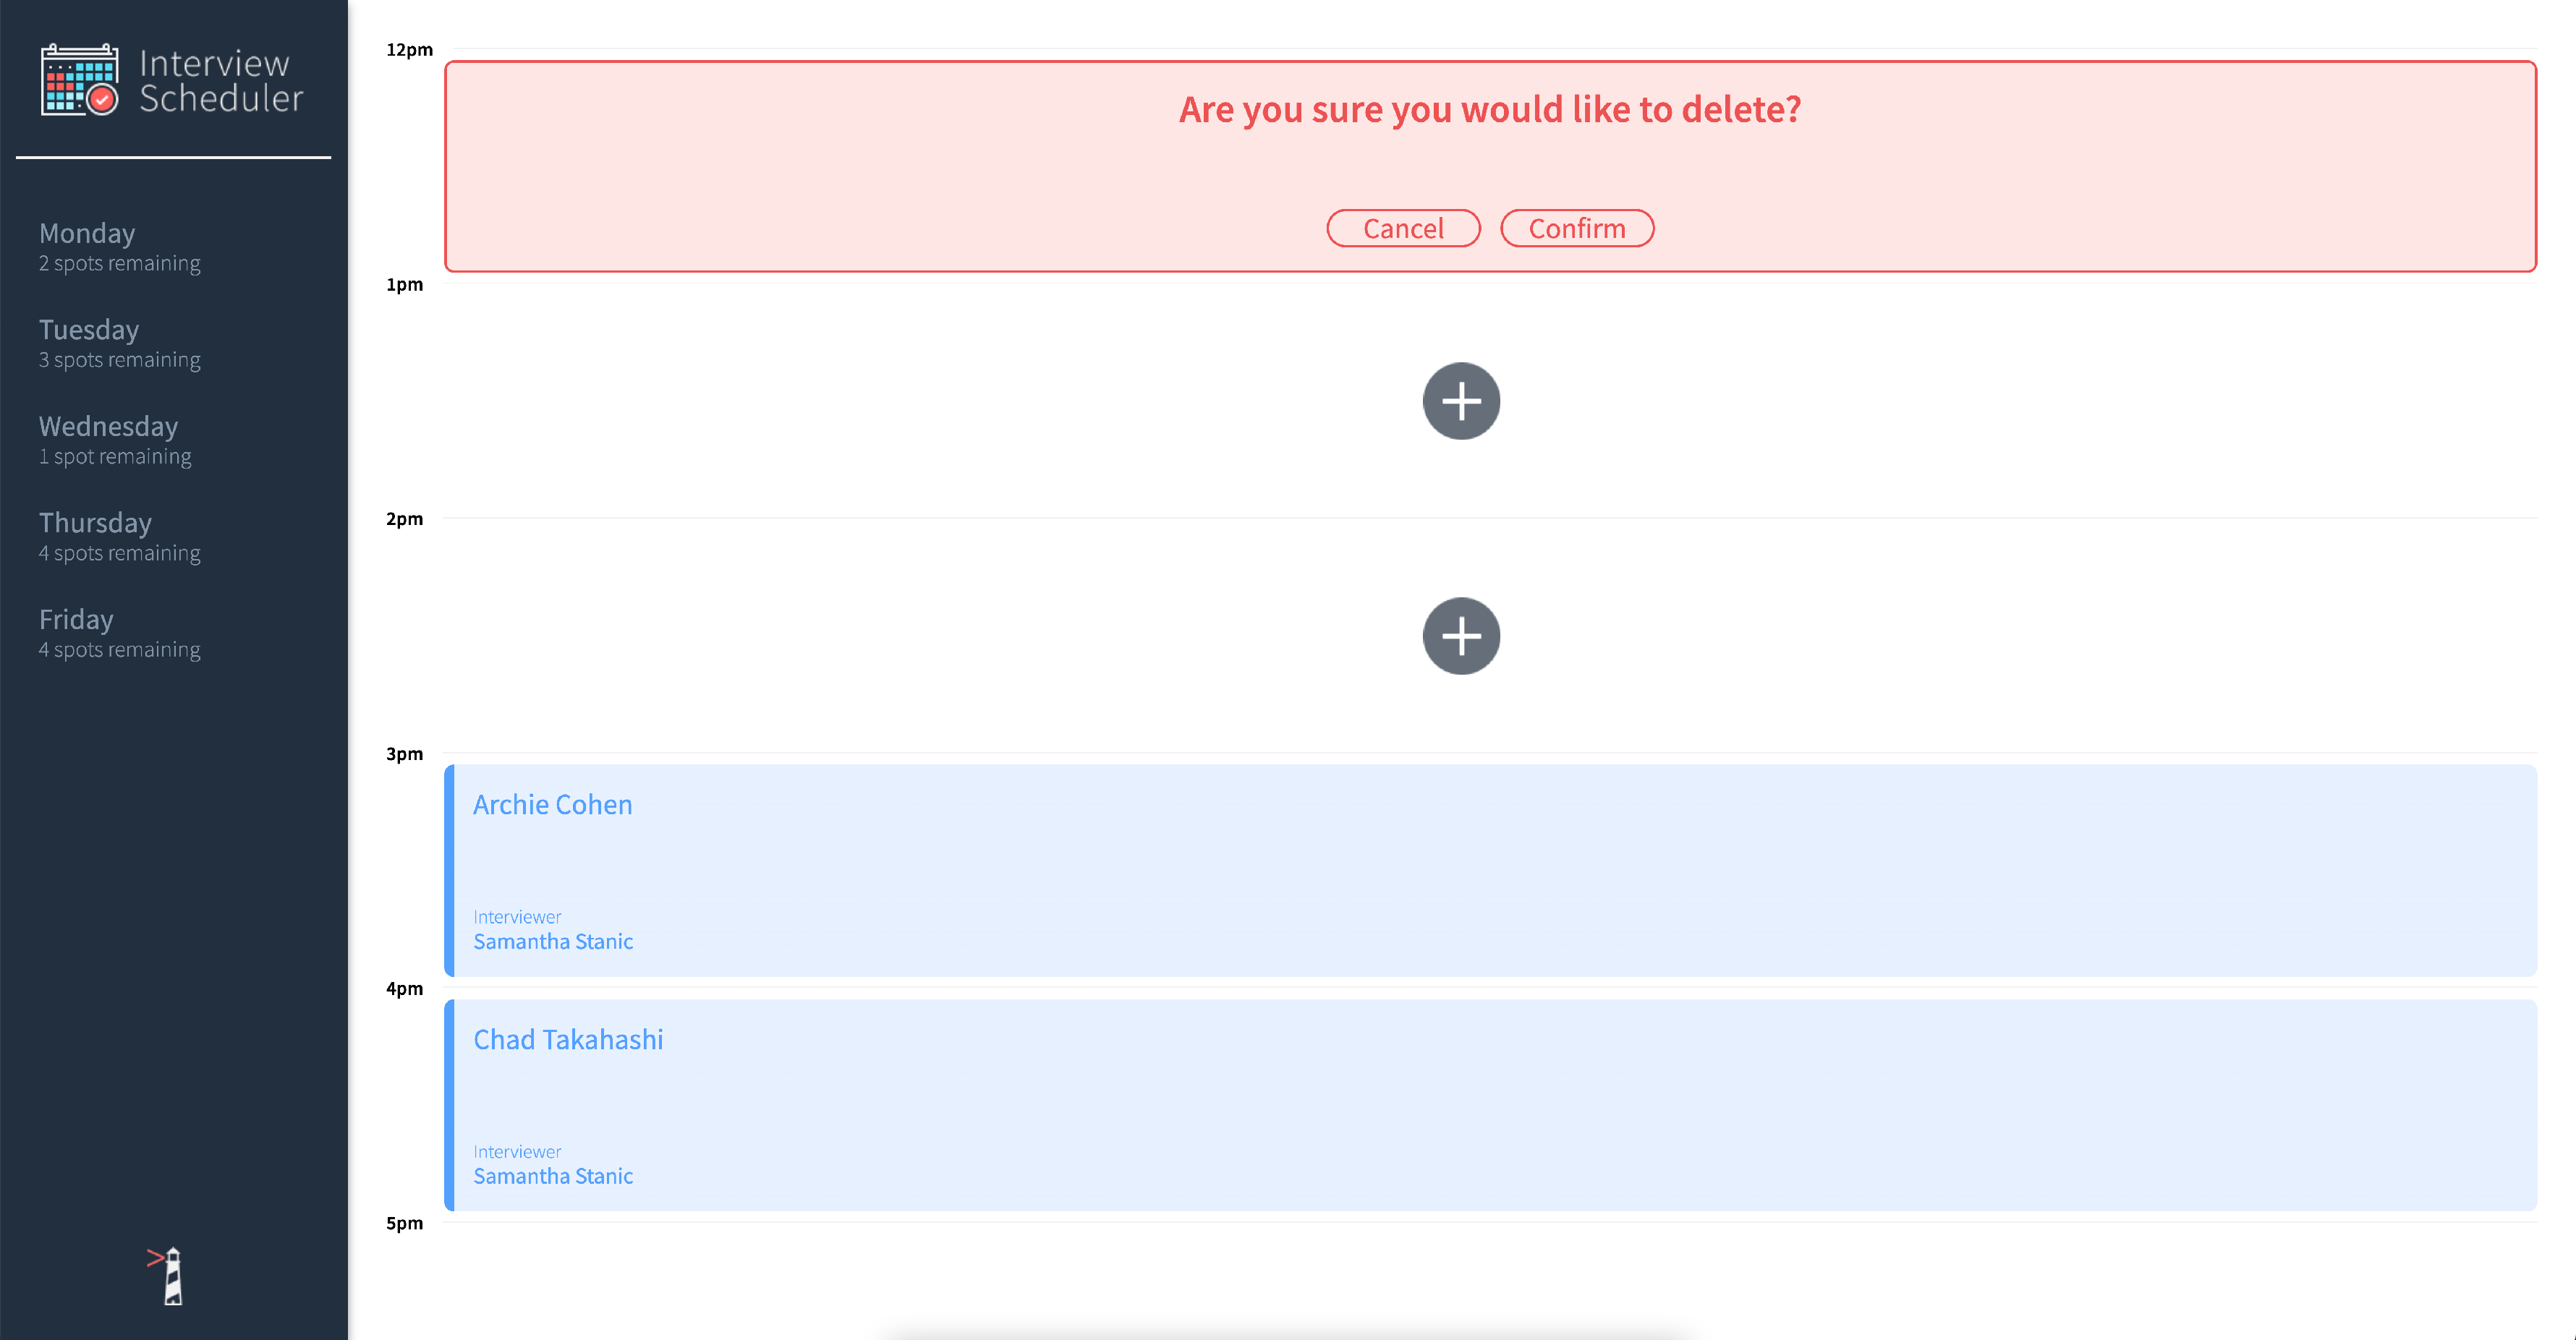 Interview
Scheduler
Monday
2 spots remaining
Tuesday
3 spots remaining
Wednesday
1 spot remaining
Thursday
4 spots remaining
Friday
4 spots remaining
12pm
Are you sure you would like to delete?
Cancel Confirm
1pm
2pm
3pm
Archie Cohen
Interviewer
Samantha Stanic
4pm
Chad Takahashi
Interviewer
Samantha Stanic
5pm